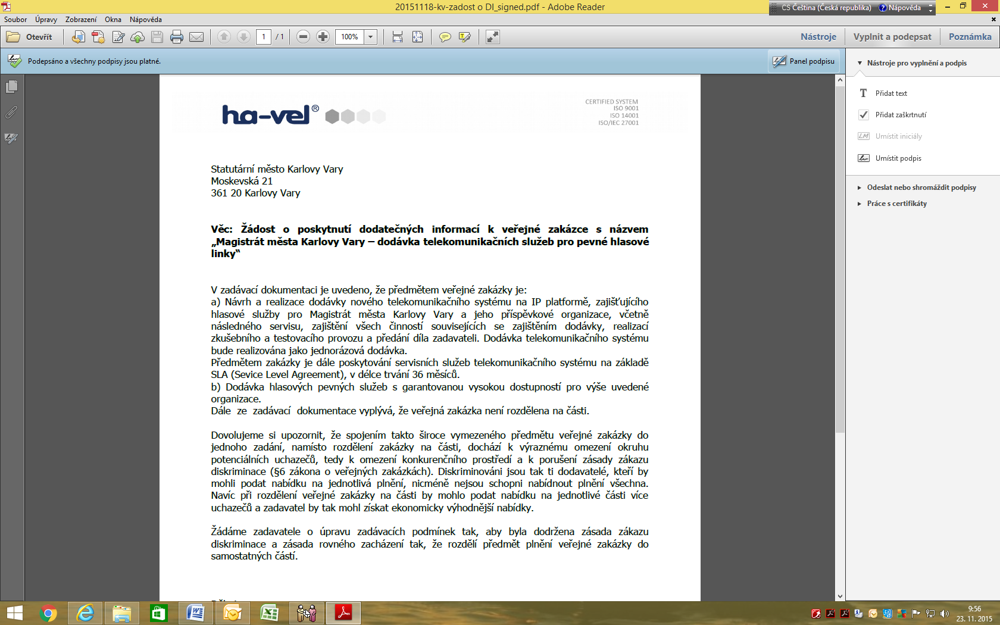 20151118-kv-zadost o DI_signed.pdf - Adobe Reader
CS Čeština (Česká republika) Nápověda
Soubor Úpravy Zobrazení Okna Nápověda
Otevřít 1 / 1 100% Nástroje Vyplnit a podepsat Poznámka
Podepsáno a všechny podpisy jsou platné. Panel podpisu
Nástroje pro vyplnění a podpis
Přidat text
Přidat zaškrtnutí
Umístit iniciály
Umístit podpis
Odeslat nebo shromáždit podpisy
Práce s certifikáty
ha-vel®
CERTIFIED SYSTEM
ISO 9001
ISO 14001
ISO/IEC 27001
Statutární město Karlovy Vary
Moskevská 21
361 20 Karlovy Vary
Věc: Žádost o poskytnutí dodatečných informací k veřejné zakázce s názvem
„Magistrát města Karlovy Vary – dodávka telekomunikačních služeb pro pevné hlasové
linky“
V zadávací dokumentaci je uvedeno, že předmětem veřejné zakázky je:
a) Návrh a realizace dodávky nového telekomunikačního systému na IP platformě, zajišťujícího
hlasové služby pro Magistrát města Karlovy Vary a jeho příspěvkové organizace, včetně
následného servisu, zajištění všech činností souvisejících se zajištěním dodávky, realizací
zkušebního a testovacího provozu a předání díla zadavateli. Dodávka telekomunikačního systému
bude realizována jako jednorázová dodávka.
Předmětem zakázky je dále poskytování servisních služeb telekomunikačního systému na základě
SLA (Sevice Level Agreement), v délce trvání 36 měsíců.
b) Dodávka hlasových pevných služeb s garantovanou vysokou dostupností pro výše uvedené
organizace.
Dále ze zadávací dokumentace vyplývá, že veřejná zakázka není rozdělena na části.
Dovolujeme si upozornit, že spojením takto široce vymezeného předmětu veřejné zakázky do
jednoho zadání, namísto rozdělení zakázky na části, dochází k výraznému omezení okruhu
potenciálních uchazečů, tedy k omezení konkurenčního prostředí a k porušení zásady zákazu
diskriminace (§6 zákona o veřejných zakázkách). Diskriminováni jsou tak ti dodavatelé, kteří by
mohli podat nabídku na jednotlivá plnění, nicméně nejsou schopni nabídnout plnění všechna.
Navíc při rozdělení veřejné zakázky na části by mohlo podat nabídku na jednotlivé části více
uchazečů a zadavatel by tak mohl získat ekonomicky výhodnější nabídky.
Žádáme zadavatele o úpravu zadávacích podmínek tak, aby byla dodržena zásada zákazu
diskriminace a zásada rovného zacházení tak, že rozdělí předmět plnění veřejné zakázky do
samostatných částí.
9:56
23. 11. 2015